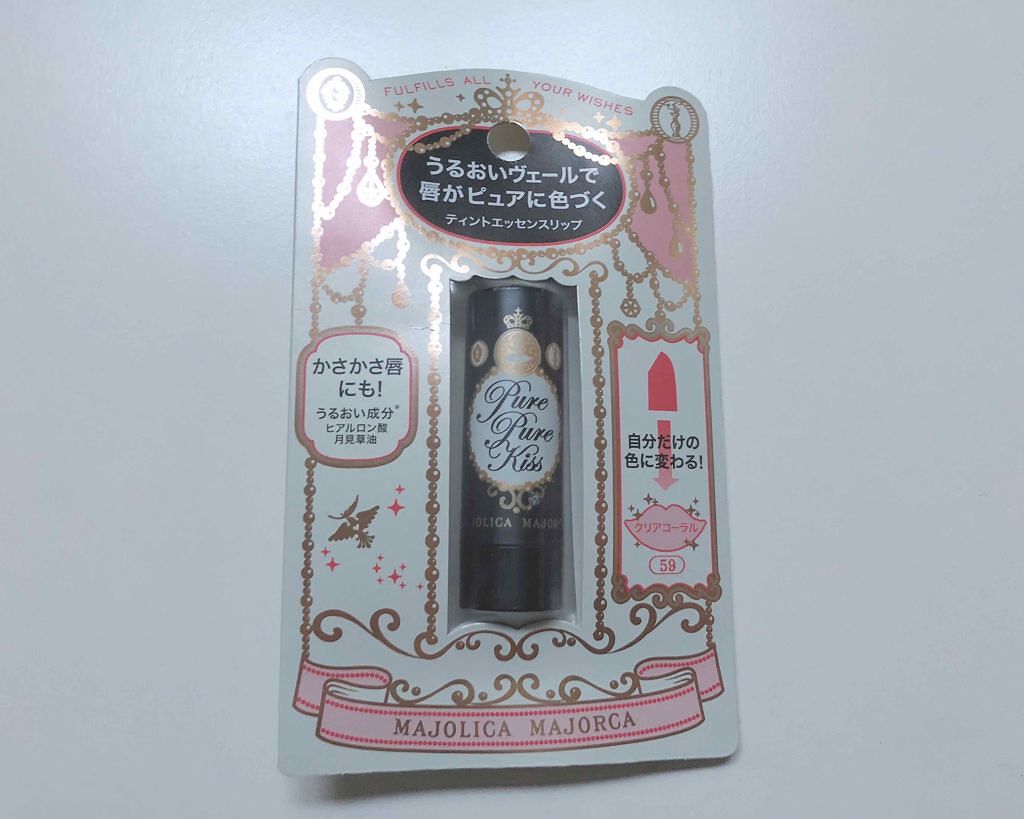 FULFILLS ALL YOUR WISHES
うるおいヴェールで
唇がピュアに色づく
ティントエッセンスリップ
かさかさ唇
にも!
うるおい成分*
ヒアルロン酸
月見草油
Pure
Pure
Kiss
JOLICA MAJOR
自分だけの
色に変わる!
クリアコーラル
59
MAJOLICA MAJORCA